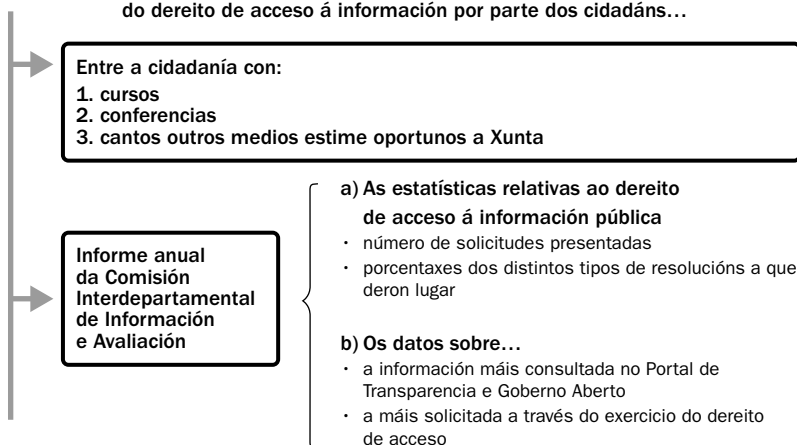 do dereito de acceso á información por parte dos cidadáns...
Entre a cidadanía con:
1. cursos
2. conferencias
3. cantos outros medios estime oportunos a Xunta
Informe anual
da Comisión
Interdepartamental
de Información
e Avaliación
a) As estatísticas relativas ao dereito
de acceso á información pública
· número de solicitudes presentadas
· porcentaxes dos distintos tipos de resolucións a que
deron lugar
b) Os datos sobre...
· a información máis consultada no Portal de
Transparencia e Goberno Aberto
· a máis solicitada a través do exercicio do dereito
de acceso